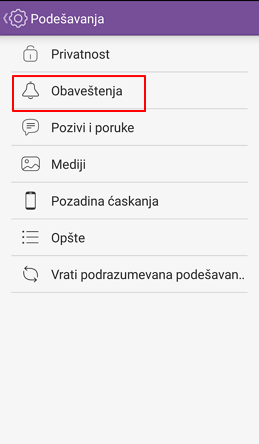 Podešavanja
Privatnost
Obaveštenja
Pozivi i poruke
Mediji
Pozadina ćaskanja
Opšte
Vrati podrazumevana podešavan..